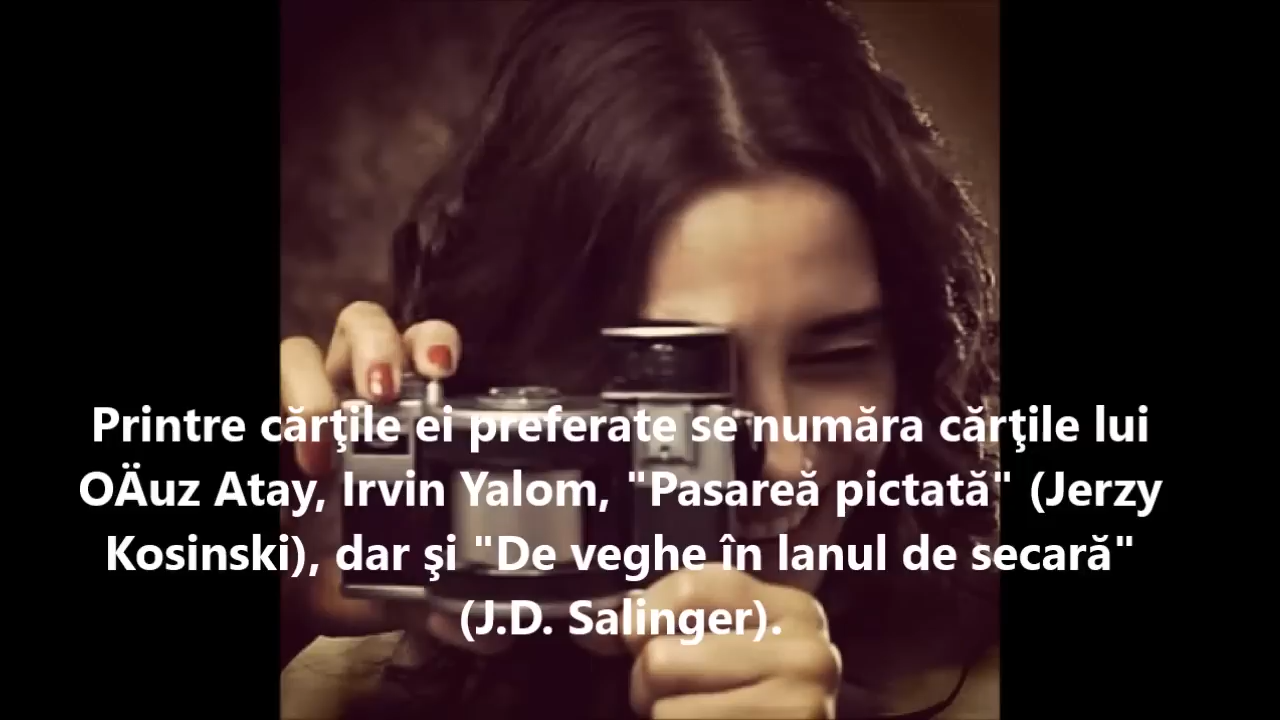 Printre cărţile ei preferate se număra cărţile lui
OÄuz Atay, Irvin Yalom, "Pasareă pictată" (Jerzy
Kosinski), dar şi "De veghe în lanul de secară"
(J.D. Salinger).